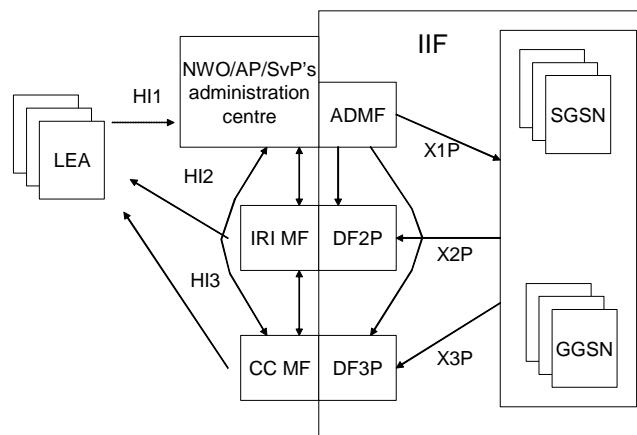 IIF
NWO/AP/SvP's
administration
centre
HI1
ADMF
SGSN
LEA
X1P
HI2
IRI MF
DF2P
X2P
HI3
GGSN
X3P
CC MF
DF3P